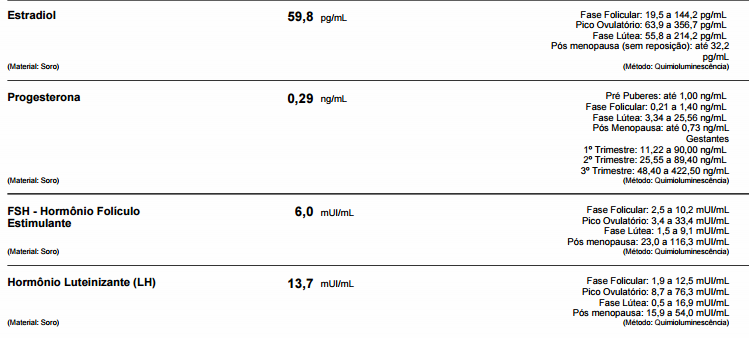 Estradiol 59,8 pg/mL Fase Folicular: 19,5 a 144,2 pg/mL
Pico Ovulatório: 63,9 a 356,7 pg/mL
Fase Lútea: 55,8 a 214,2 pg/mL
Pós menopausa (sem reposição): até 32,2
pg/mL
(Material: Soro) (Método: Quimioluminescência)
Progesterona 0,29 ng/mL Pré Puberes: até 1,00 ng/mL
Fase Folicular: 0,21 a 1,40 ng/mL
Fase Lútea: 3,34 a 25,56 ng/mL
Pós Menopausa: até 0,73 ng/mL
Gestantes
1º Trimestre: 11,22 a 90,00 ng/mL
2º Trimestre: 25,55 a 89,40 ng/mL
3º Trimestre: 48,40 a 422,50 ng/mL
(Material: Soro) (Método: Quimioluminescência)
FSH - Hormônio Folículo 6,0 mUI/mL Fase Folicular: 2,5 a 10,2 mUI/mL
Estimulante Pico Ovulatório: 3,4 a 33,4 mUI/mL
Fase Lútea: 1,5 a 9,1 mUI/mL
Pós menopausa: 23,0 a 116,3 mUI/mL
(Material: Soro) (Método: Quimioluminescência)
Hormônio Luteinizante (LH) 13,7 mUI/mL Fase Folicular: 1,9 a 12,5 mUI/mL
Pico Ovulatório: 8,7 a 76,3 mUI/mL
Fase Lútea: 0,5 a 16,9 mUI/mL
Pós menopausa: 15,9 a 54,0 mUI/mL
(Material: Soro) (Método: Quimioluminescência)